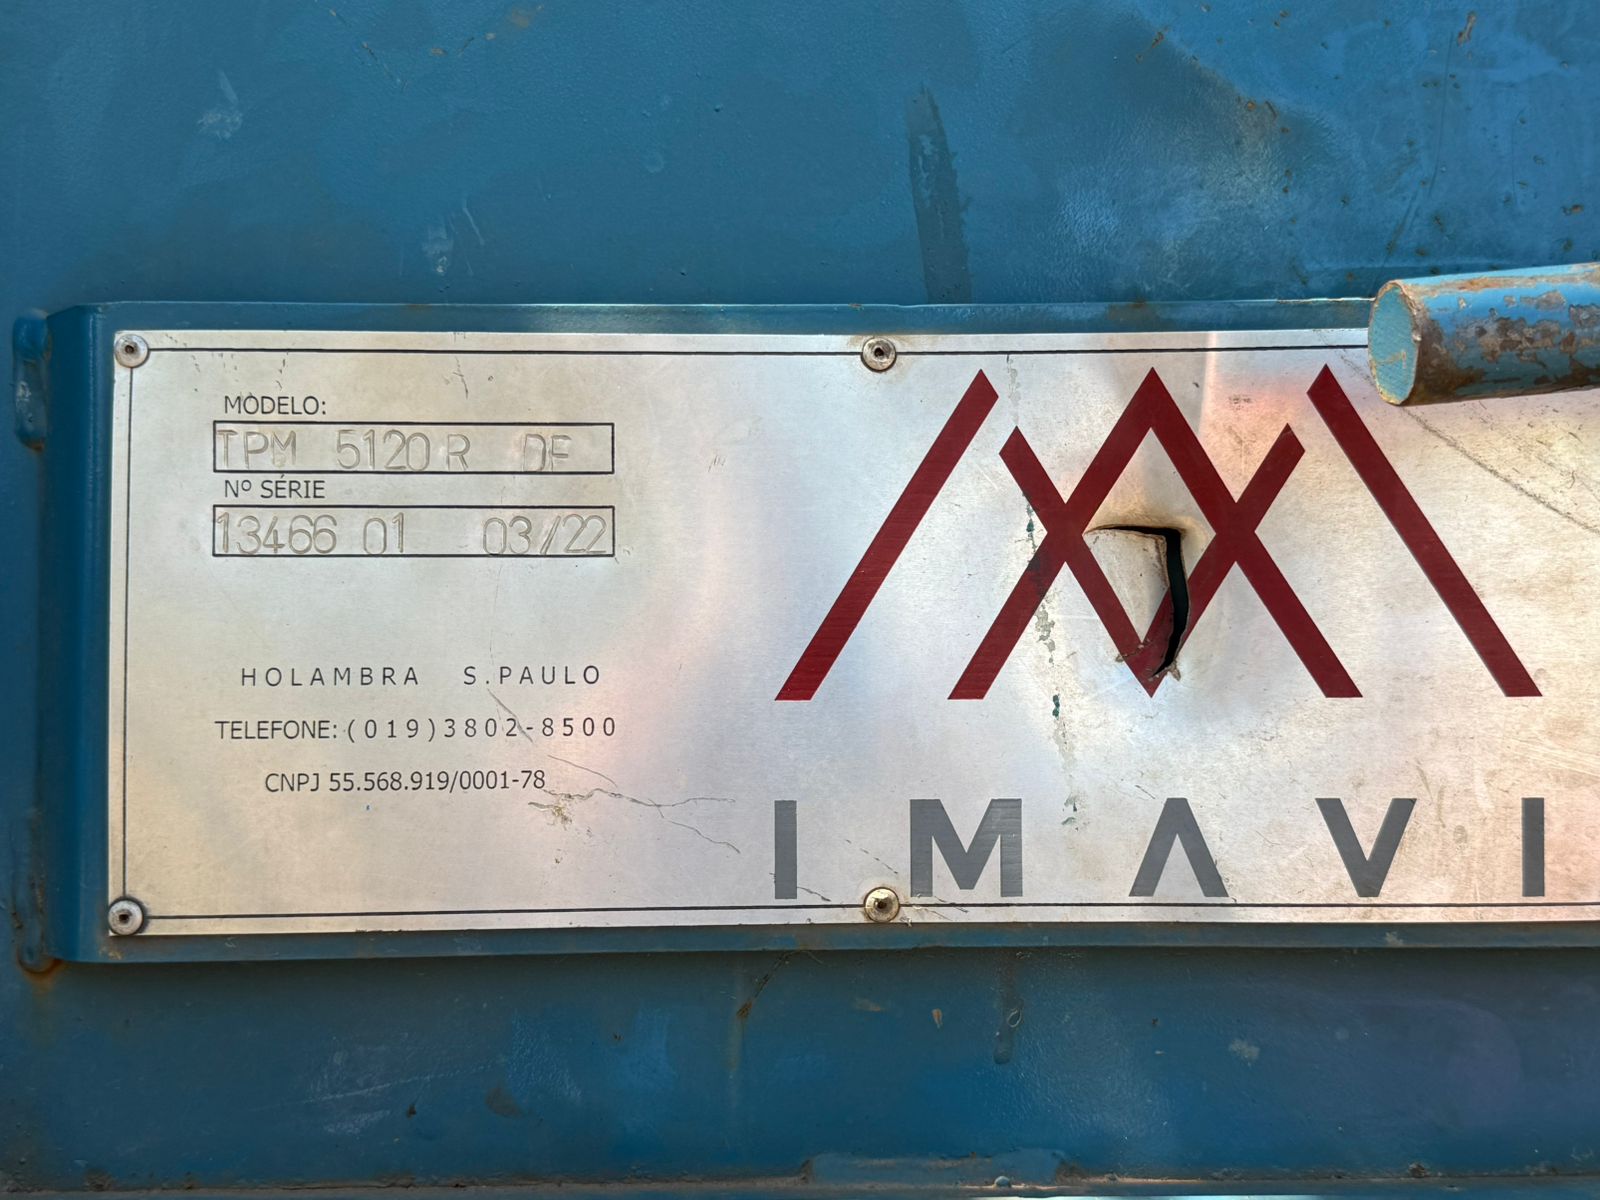 MODELO:
TPM 5120 R DF
Nº SÉRIE
13466 01 03/22
HOLAMBRA S.PAULO
TELEFONE: (019)3802-8500
CNPJ 55.568.919/0001-78
IMAVI